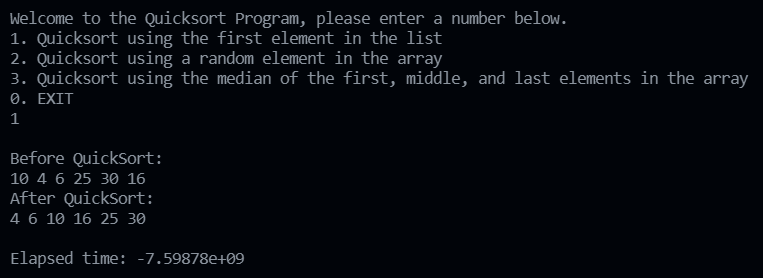 Welcome to the Quicksort Program, please enter a number below.
1. Quicksort using the first element in the list
2. Quicksort using a random element in the array
3. Quicksort using the median of the first, middle, and last elements in the array
0. EXIT
1
Before QuickSort:
10 4 6 25 30 16
After QuickSort:
4 6 10 16 25 30
Elapsed time: -7.59878e+09